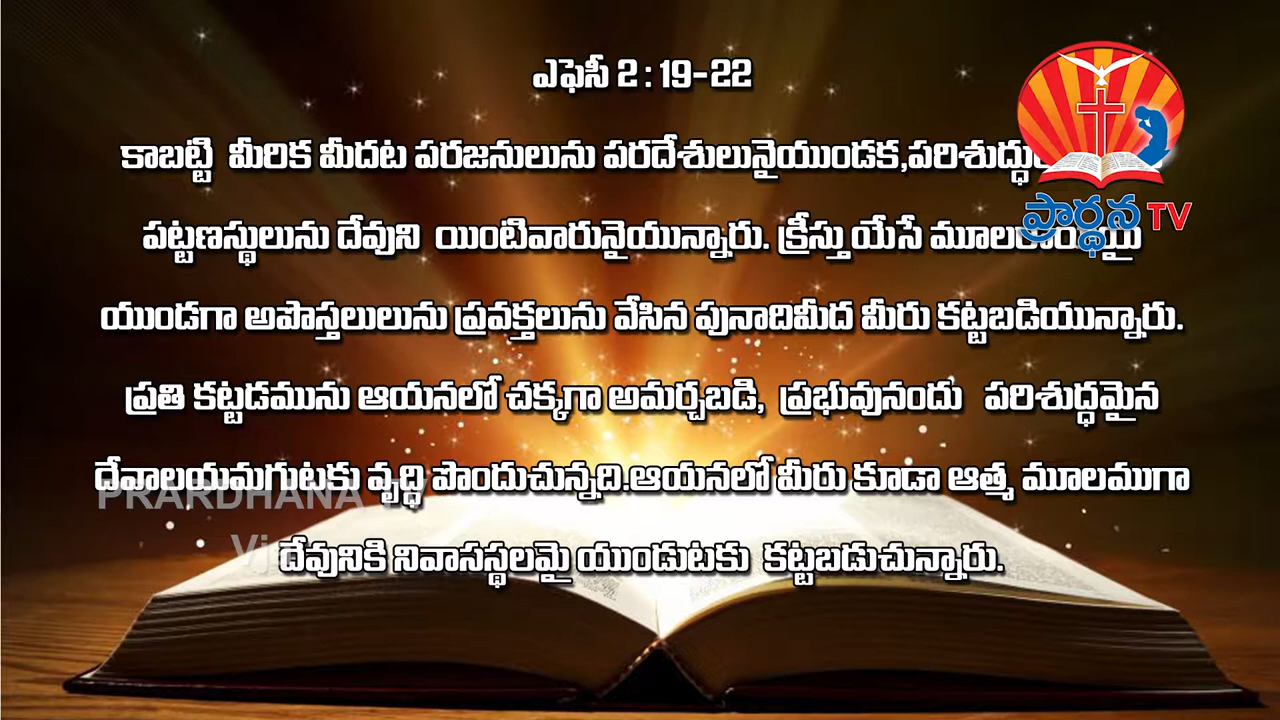 ఎఫెసీ 2 : 19-22
కాబట్టి మీరిక మీదట పరజనులును పరదేశులునైయుండక,
ప్రార్థన TV
పట్టణస్థులును దేవుని యింటివారునైయున్నారు. క్రీస్తు యేసే
యుండగా అపొస్తలులును ప్రవక్తలును వేసిన పునాదిమీద మీరు కట్టబడియున్నారు.
ప్రతి కట్టడమును ఆయనలో చక్కగా అమర్చబడి, ప్రభువునందు పరిశుద్ధమైన
దేవాలయమగుటకు వృద్ధి పొందుచున్నది.ఆయనలో మీరు కూడా ఆత్మ మూలముగా
PRARDHANA TV
దేవునికి నివాసస్థలమై యుండుటకు కట్టబడుచున్నారు.